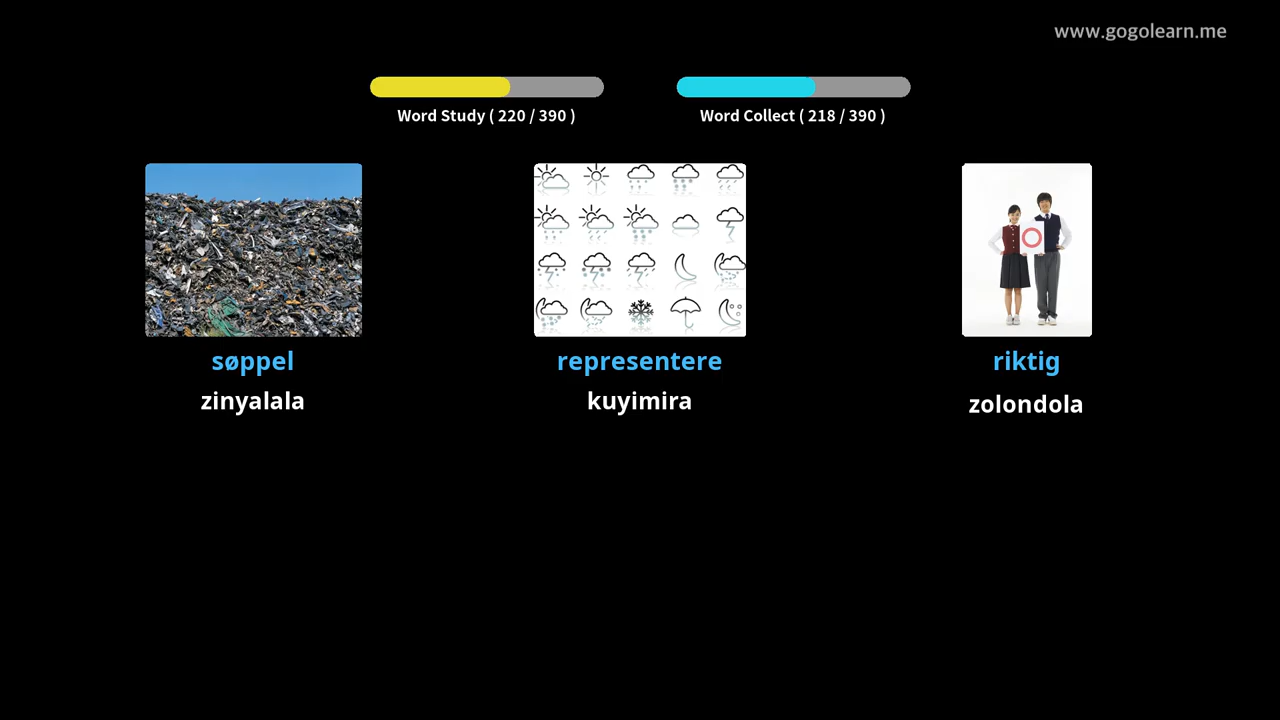 www.gogolearn.me
Word Study ( 220 / 390 )
Word Collect ( 218 / 390 )
søppel
representere
riktig
zinyalala
kuyimira
zolondola